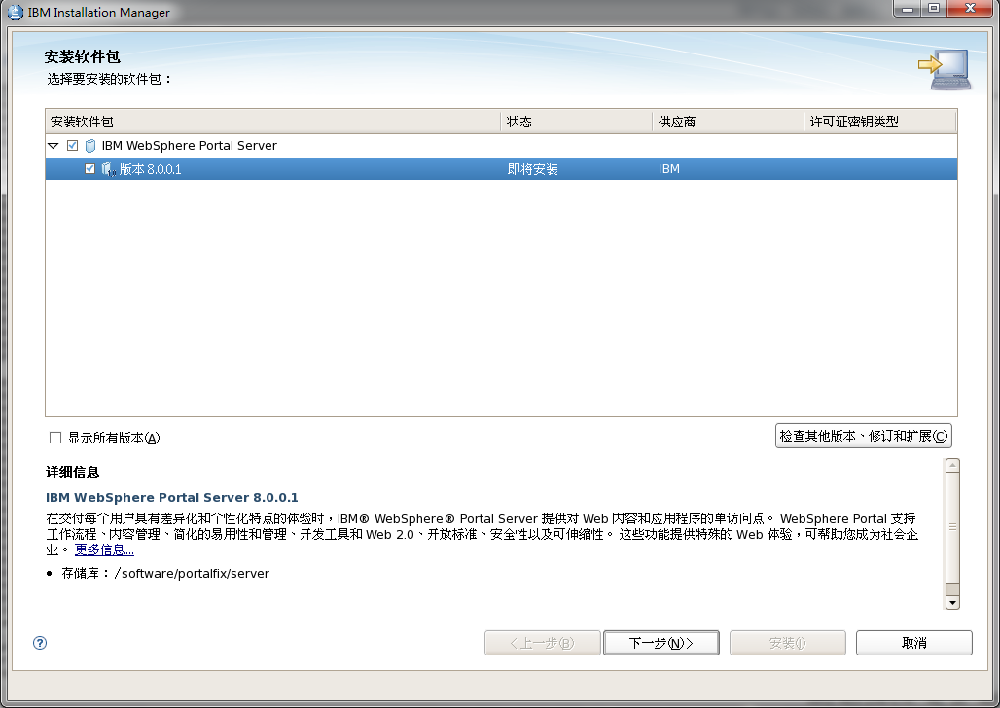 IBM Installation Manager
安装软件包
选择要安装的软件包：
安装软件包 状态 供应商 许可证密钥类型
IBM WebSphere Portal Server
版本 8.0.0.1 即将安装 IBM
显示所有版本(A) 检查其他版本、修订和扩展(C)
详细信息
IBM WebSphere Portal Server 8.0.0.1
在交付每个用户具有差异化和个性化特点的体验时，IBM® WebSphere® Portal Server 提供对 Web 内容和应用程序的单访问点。 WebSphere Portal 支持
工作流程、内容管理、简化的易用性和管理、开发工具和 Web 2.0、开放标准、安全性以及可伸缩性。 这些功能提供特殊的 Web 体验，可帮助您成为社会企
业。 更多信息...
• 存储库：/software/portalfix/server
? <上一步(B) 下一步(N)> 安装(I) 取消